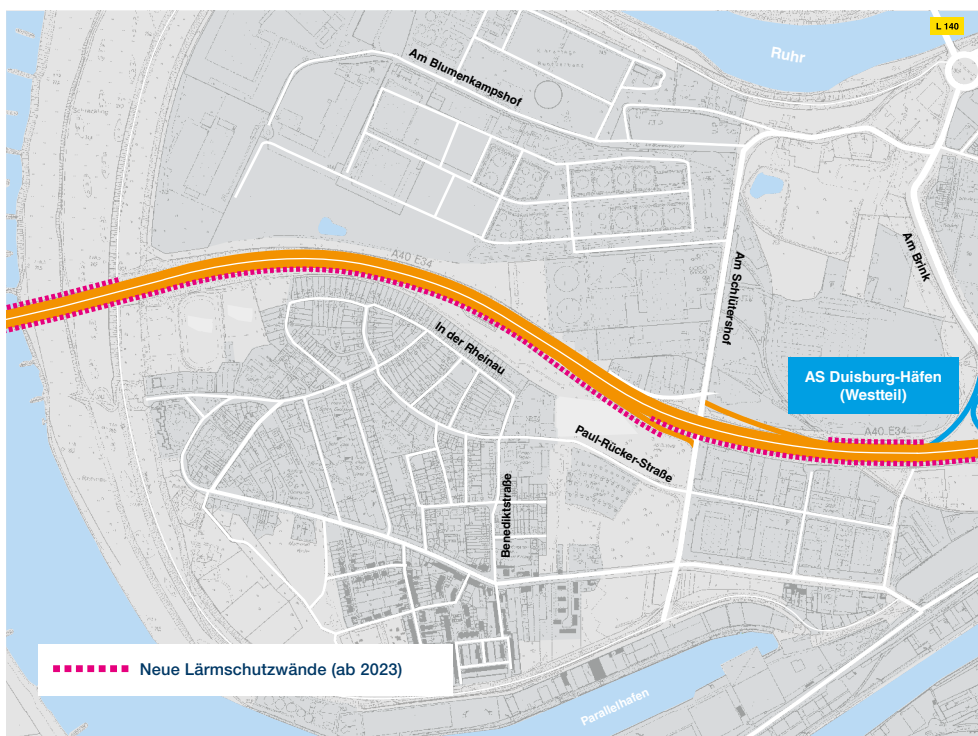 L 140
Ruhr
Am Blumenkampshof
Am Brink
A40 E34
Am Schlütershof
In der Rheinau
AS Duisburg-Häfen
(Westteil)
A40 E34
Paul-Rücker-Straße
Benediktstraße
Neue Lärmschutzwände (ab 2023)
Parallelhafen